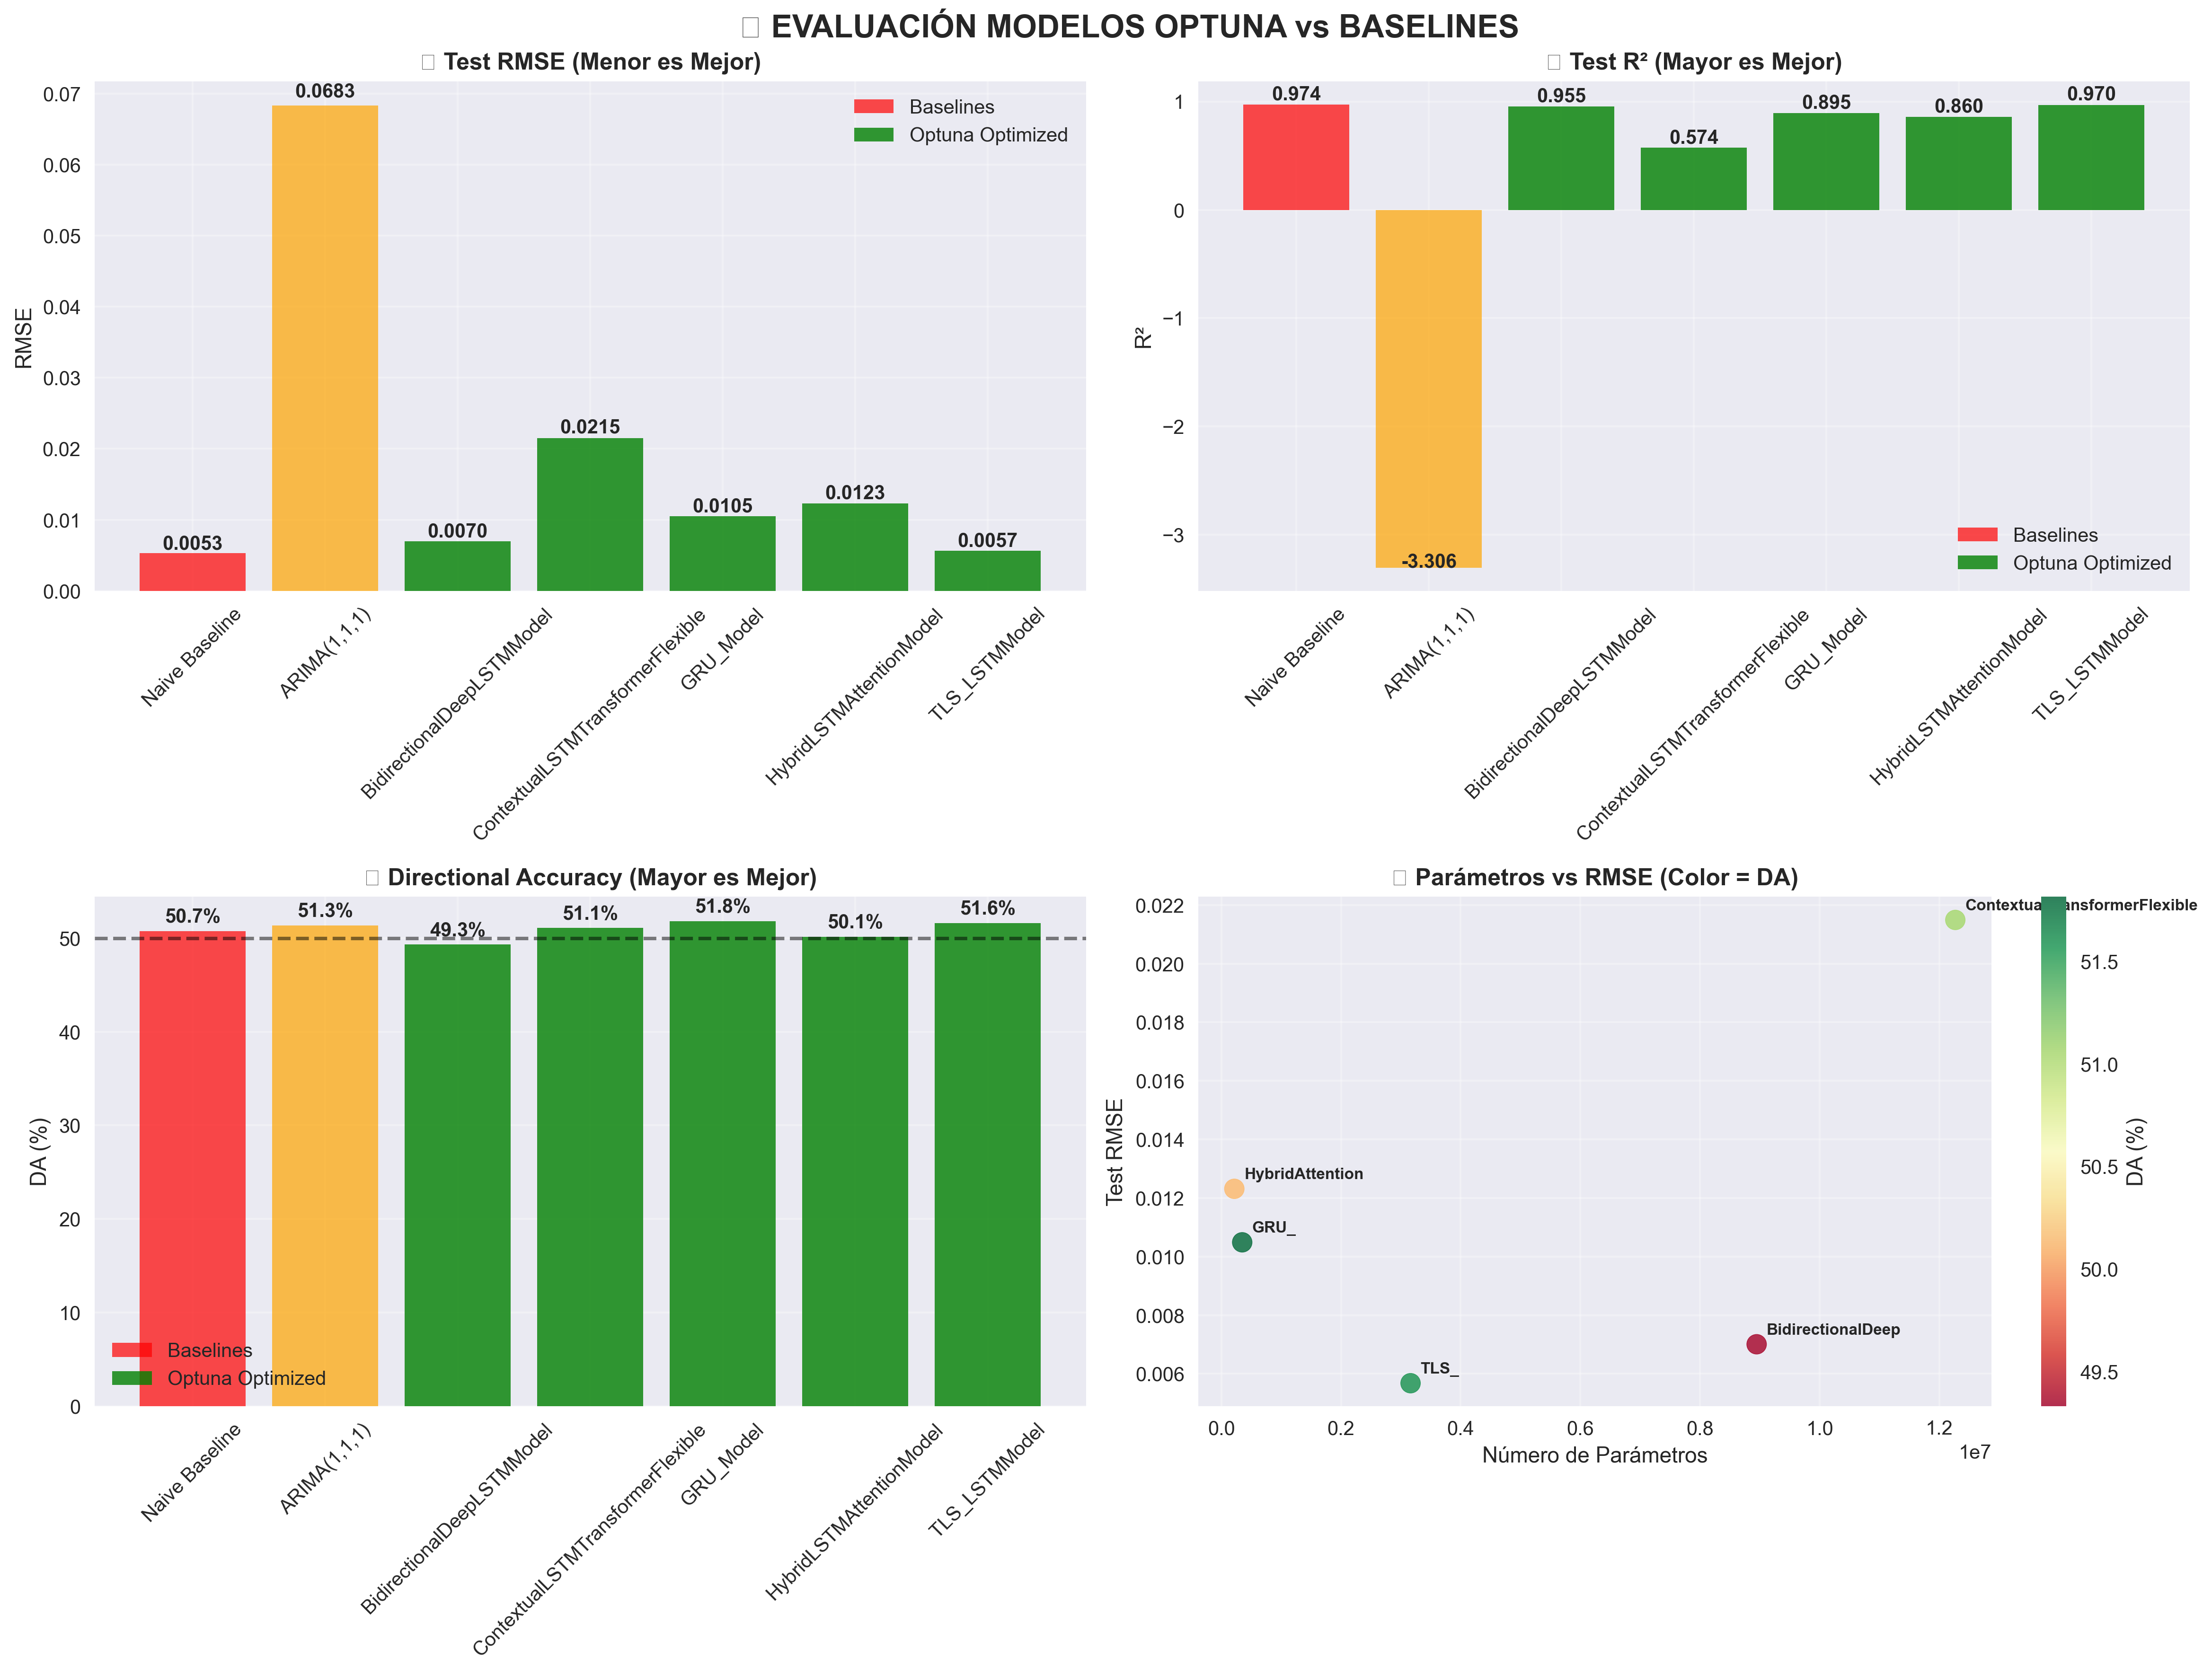 EVALUACIÓN MODELOS OPTUNA vs BASELINES
Test RMSE (Menor es Mejor)
0.07
0.06
0.05
0.04
0.03
0.02
0.01
0.00
RMSE
0.0053
0.0683
0.0070
0.0215
0.0105
0.0123
0.0057
Baselines
Optuna Optimized
Naive Baseline
ARIMA(1,1,1)
BidirectionalDeepLSTMModel
ContextualLSTMTransformerFlexible
GRU_Model
HybridLSTMAttentionModel
TLS_LSTMModel
Test R² (Mayor es Mejor)
1
0
−1
−2
−3
R²
0.974
-3.306
0.955
0.574
0.895
0.860
0.970
Baselines
Optuna Optimized
Naive Baseline
ARIMA(1,1,1)
BidirectionalDeepLSTMModel
ContextualLSTMTransformerFlexible
GRU_Model
HybridLSTMAttentionModel
TLS_LSTMModel
Directional Accuracy (Mayor es Mejor)
50
40
30
20
10
0
DA (%)
50.7%
51.3%
49.3%
51.1%
51.8%
50.1%
51.6%
Baselines
Optuna Optimized
Naive Baseline
ARIMA(1,1,1)
BidirectionalDeepLSTMModel
ContextualLSTMTransformerFlexible
GRU_Model
HybridLSTMAttentionModel
TLS_LSTMModel
Parámetros vs RMSE (Color = DA)
0.022
0.020
0.018
0.016
0.014
0.012
0.010
0.008
0.006
Test RMSE
HybridAttention
GRU_
TLS_
BidirectionalDeep
0.0
0.2
0.4
0.6
0.8
1.0
1.2
1e7
Número de Parámetros
51.5
51.0
50.5
50.0
49.5
DA (%)